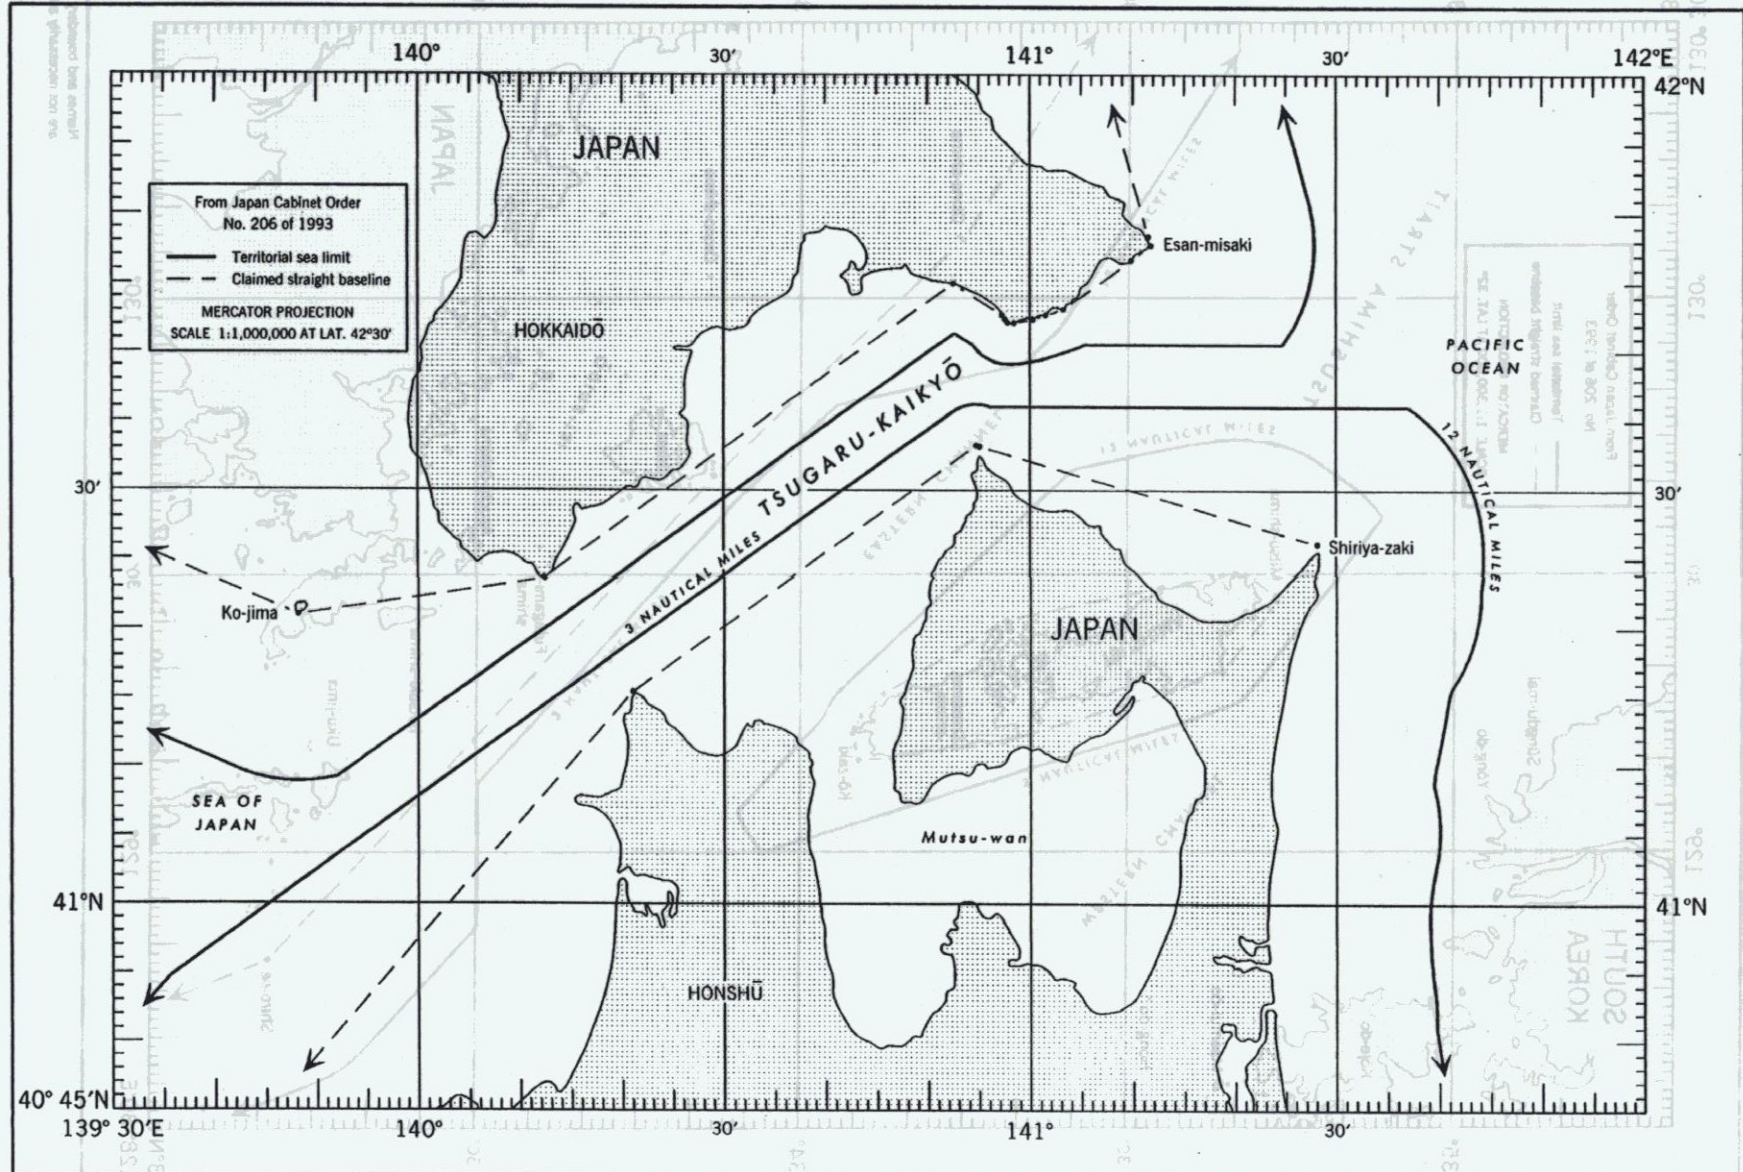 140°
30′
141°
30′
142°E
42°N
JAPAN
From Japan Cabinet Order
No. 206 of 1993
Territorial sea limit
Claimed straight baseline
MERCATOR PROJECTION
SCALE 1:1,000,000 AT LAT. 42°30′
Esan-misaki
HOKKAIDŌ
PACIFIC
OCEAN
TSUGARU-KAIKYŌ
12 NAUTICAL MILES
30′
30′
3 NAUTICAL MILES
Shiriya-zaki
Ko-jima
JAPAN
SEA OF
JAPAN
Mutsu-wan
41°N
41°N
HONSHŪ
40° 45′N
139° 30′E
140°
30′
141°
30′